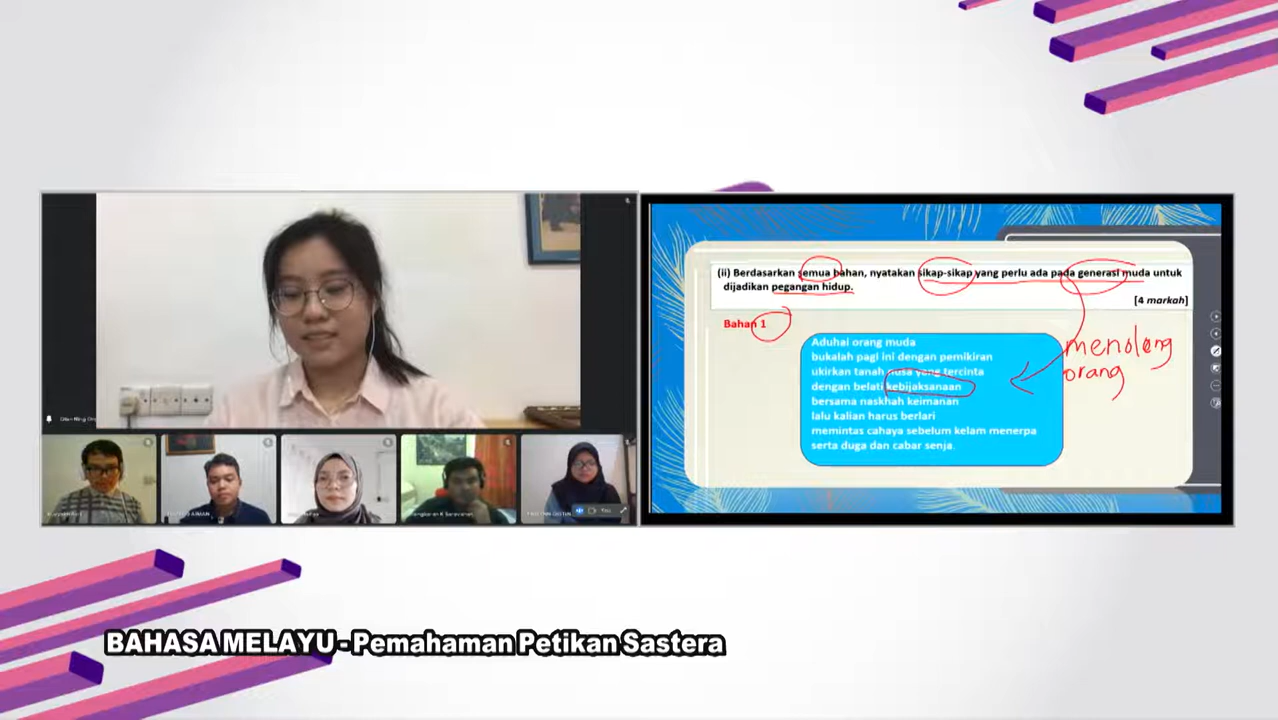 (ii) Berdasarkan semua bahan, nyatakan sikap-sikap yang perlu ada pada generasi muda untuk
dijadikan pegangan hidup.
[4 markah]
Bahan 1
Aduhai orang muda
bukalah pagi ini dengan pemikiran
ukirkan tanah nusa yang tercinta
dengan belati kebijaksanaan
bersama naskhah keimanan
lalu kalian harus berlari
memintas cahaya sebelum kelam menerpa
serta duga dan cabar senja.
menolong
orang
You
BAHASA MELAYU - Pemahaman Petikan Sastera